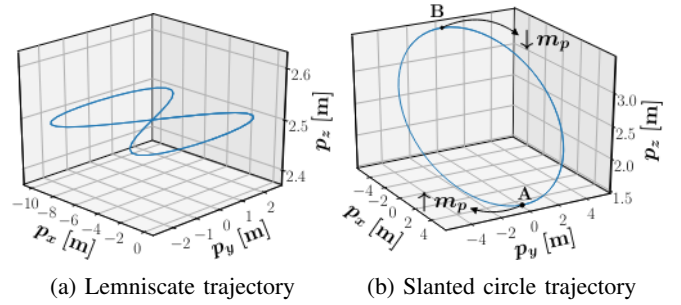 2.6
2.5
2.4
p_z [m]
−10 −8 −6 −4 −2 0
p_x [m]
−2 −1 0 1 2
p_y [m]
(a) Lemniscate trajectory
B
↓ m_p
3.0
2.5
2.0
1.5
p_z [m]
A
↑ m_p
−4 −2 0 2 4
p_x [m]
−4 −2 0 2 4
p_y [m]
(b) Slanted circle trajectory